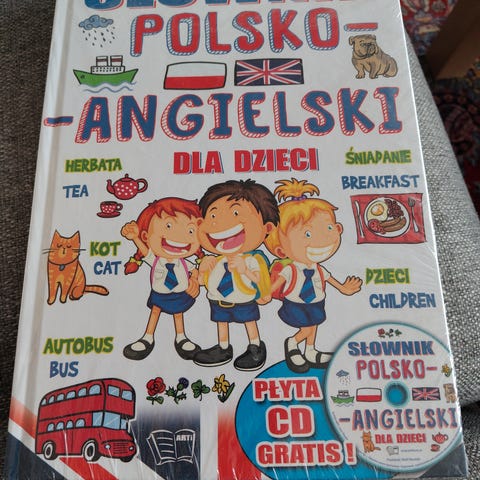 SŁOWNIK
POLSKO-
-ANGIELSKI
DLA DZIECI
HERBATA
TEA
ŚNIADANIE
BREAKFAST
KOT
CAT
DZIECI
CHILDREN
AUTOBUS
BUS
ARTI
PŁYTA
CD
GRATIS!
SŁOWNIK
POLSKO-
-ANGIELSKI
DLA DZIECI